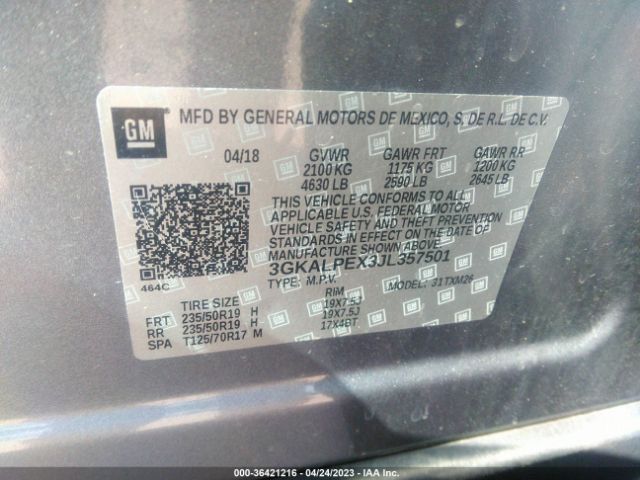 GM MFD BY GENERAL MOTORS DE MEXICO, S. DE R.L. DE C.V.
04/18 GVWR GAWR FRT GAWR RR
2100 KG 1175 KG 1200 KG
4630 LB 2590 LB 2645 LB
THIS VEHICLE CONFORMS TO ALL
APPLICABLE U.S. FEDERAL MOTOR
VEHICLE SAFETY AND THEFT PREVENTION
STANDARDS IN EFFECT ON THE DATE OF
MANUFACTURE SHOWN ABOVE.
3GKALPEX3JL357501
TYPE: M.P.V. MODEL: 31TXM26
464C
TIRE SIZE RIM
FRT 235/50R19 H 19X7.5J
RR 235/50R19 H 19X7.5J
SPA T125/70R17 M 17X4BT
000-36421216 - 04/24/2023 - IAA Inc.